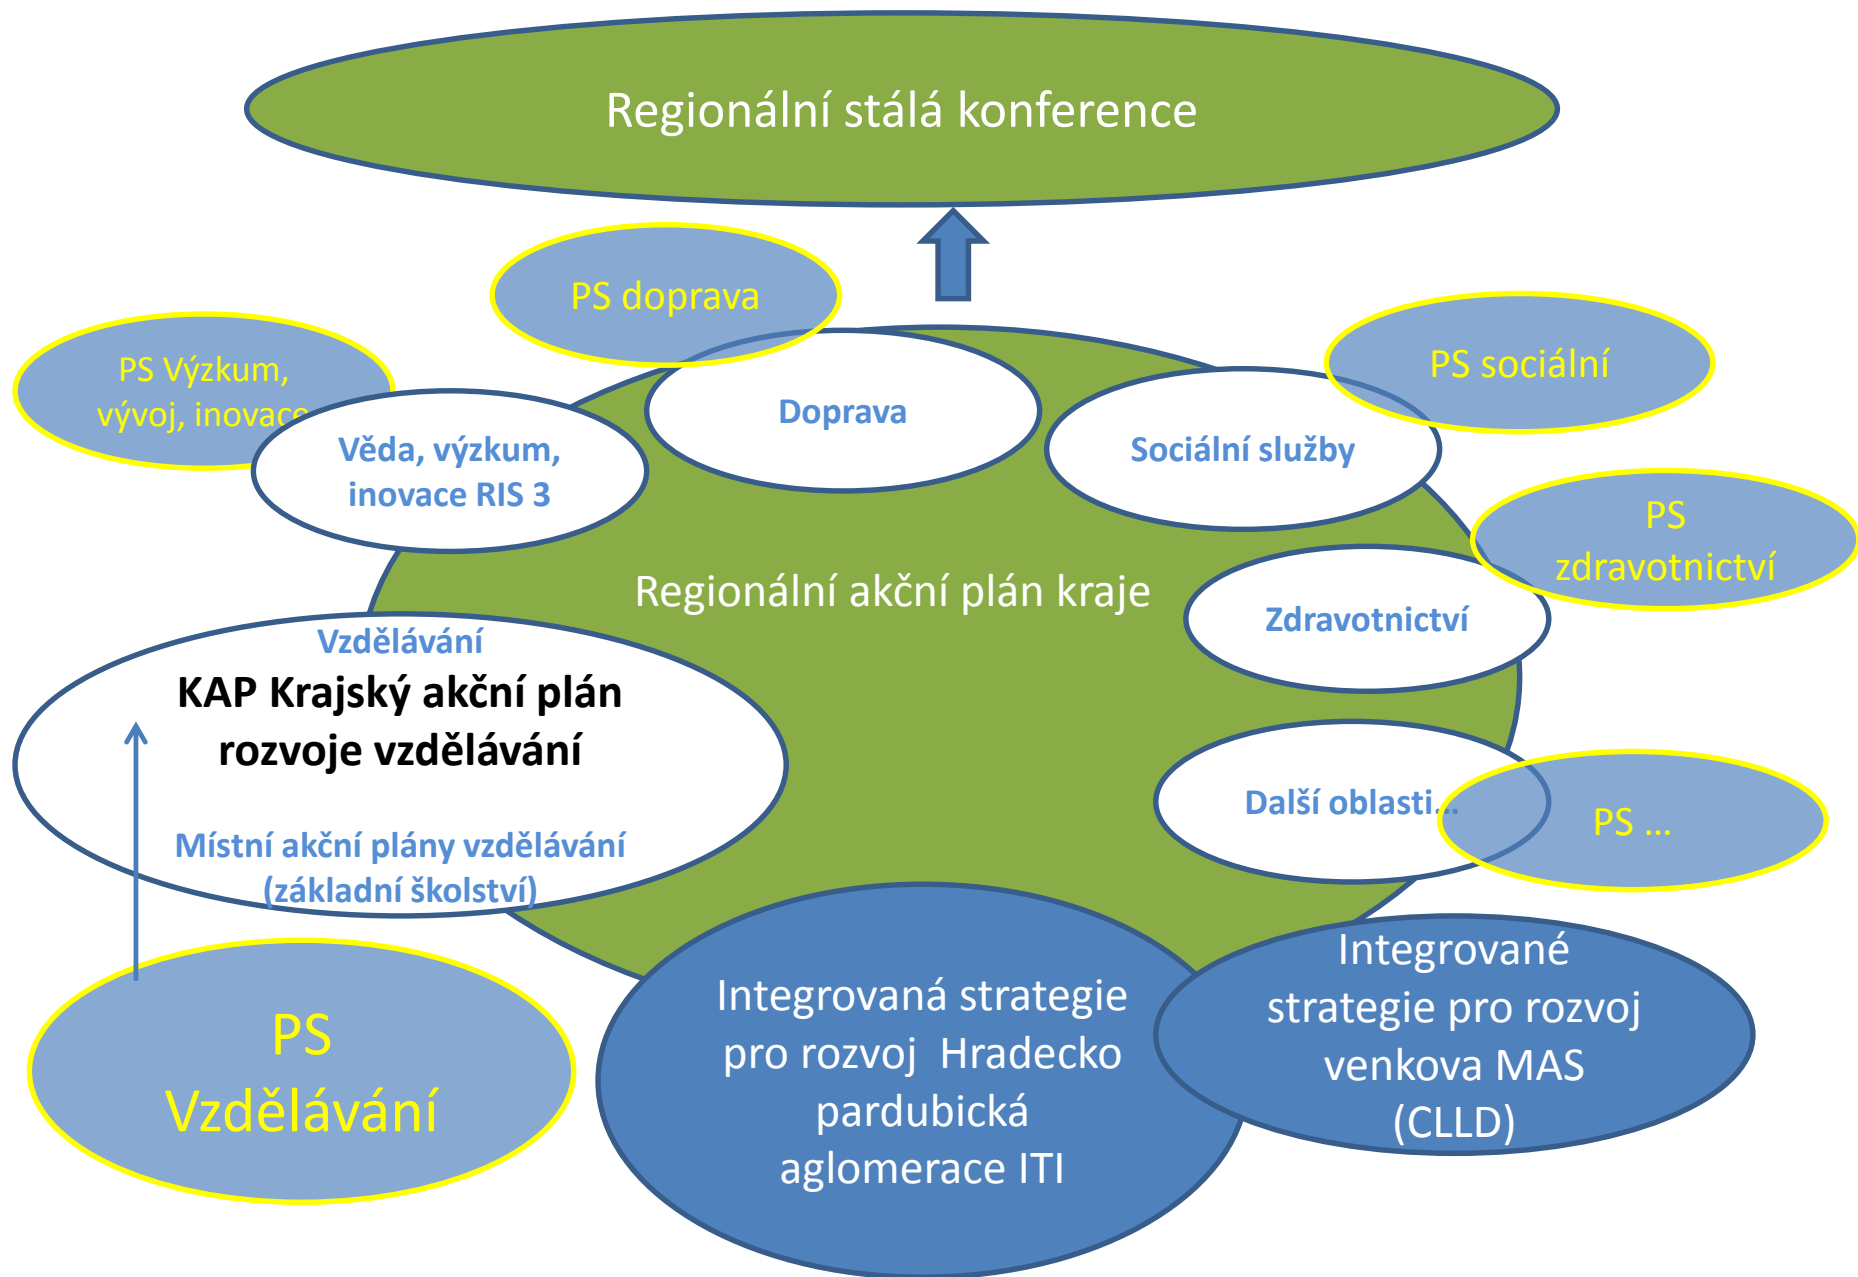 Regionální stálá konference
PS doprava
PS sociální
PS Výzkum,
vývoj, inovace
Doprava
Věda, výzkum,
inovace RIS 3
Sociální služby
PS
zdravotnictví
Regionální akční plán kraje
Zdravotnictví
Vzdělávání
KAP Krajský akční plán
rozvoje vzdělávání
Místní akční plány vzdělávání
(základní školství)
Další oblasti...
PS ...
PS
Vzdělávání
Integrovaná strategie
pro rozvoj  Hradecko
pardubická
aglomerace ITI
Integrované
strategie pro rozvoj
venkova MAS
(CLLD)